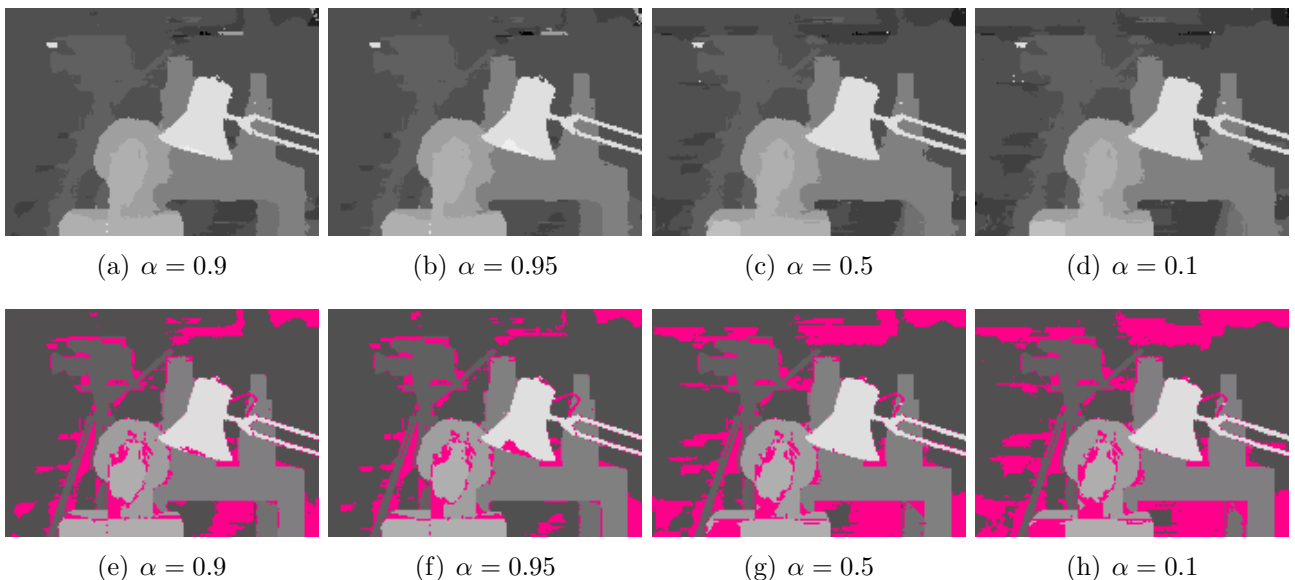 (a) α = 0.9 (b) α = 0.95 (c) α = 0.5 (d) α = 0.1
(e) α = 0.9 (f) α = 0.95 (g) α = 0.5 (h) α = 0.1